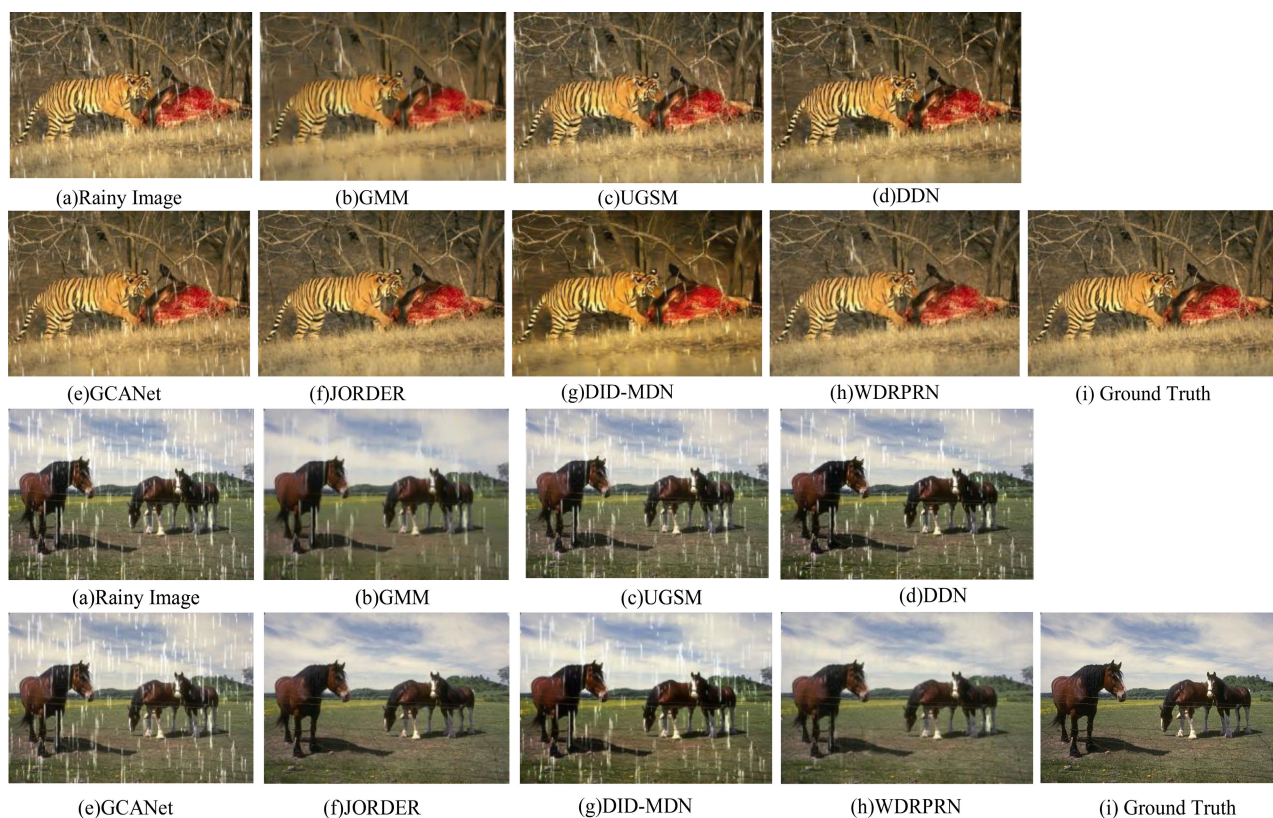 (a)Rainy Image (b)GMM (c)UGSM (d)DDN
(e)GCANet (f)JORDER (g)DID-MDN (h)WDRPRN (i) Ground Truth
(a)Rainy Image (b)GMM (c)UGSM (d)DDN
(e)GCANet (f)JORDER (g)DID-MDN (h)WDRPRN (i) Ground Truth